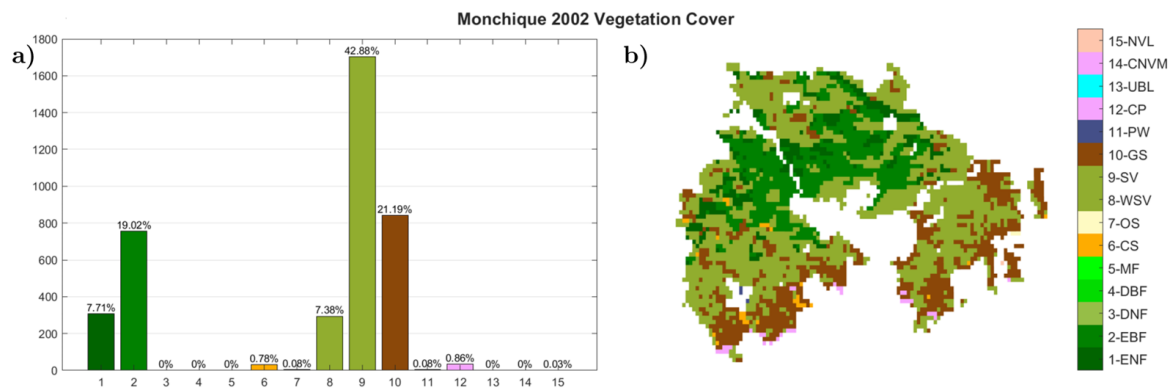 Monchique 2002 Vegetation Cover
a)
1800
1600
1400
1200
1000
800
600
400
200
0
7.71%
19.02%
0%
0%
0%
0.78%
0.08%
7.38%
42.88%
21.19%
0.08%
0.86%
0%
0%
0.03%
1 2 3 4 5 6 7 8 9 10 11 12 13 14 15
b)
15-NVL
14-CNVM
13-UBL
12-CP
11-PW
10-GS
9-SV
8-WSV
7-OS
6-CS
5-MF
4-DBF
3-DNF
2-EBF
1-ENF